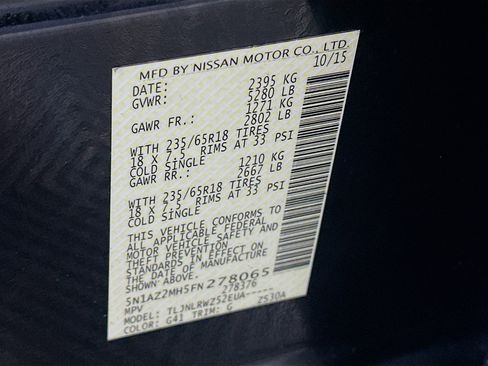 MFD BY NISSAN MOTOR CO., LTD.
DATE: 10/15
GVWR: 2395 KG
5280 LB
GAWR FR.: 1271 KG
2802 LB
WITH 235/65R18 TIRES
18 X 7.5 RIMS AT 33 PSI
COLD SINGLE
GAWR RR.: 1210 KG
2667 LB
WITH 235/65R18 TIRES
18 X 7.5 RIMS AT 33 PSI
COLD SINGLE
THIS VEHICLE CONFORMS TO
ALL APPLICABLE FEDERAL
MOTOR VEHICLE SAFETY AND
THEFT PREVENTION
STANDARDS IN EFFECT ON
THE DATE OF MANUFACTURE
SHOWN ABOVE.
5N1AZ2MH5FN278065
MPV 278376
TLJNLRWZ52EUA-----
COLOR: G41 TRIM: G Z530A